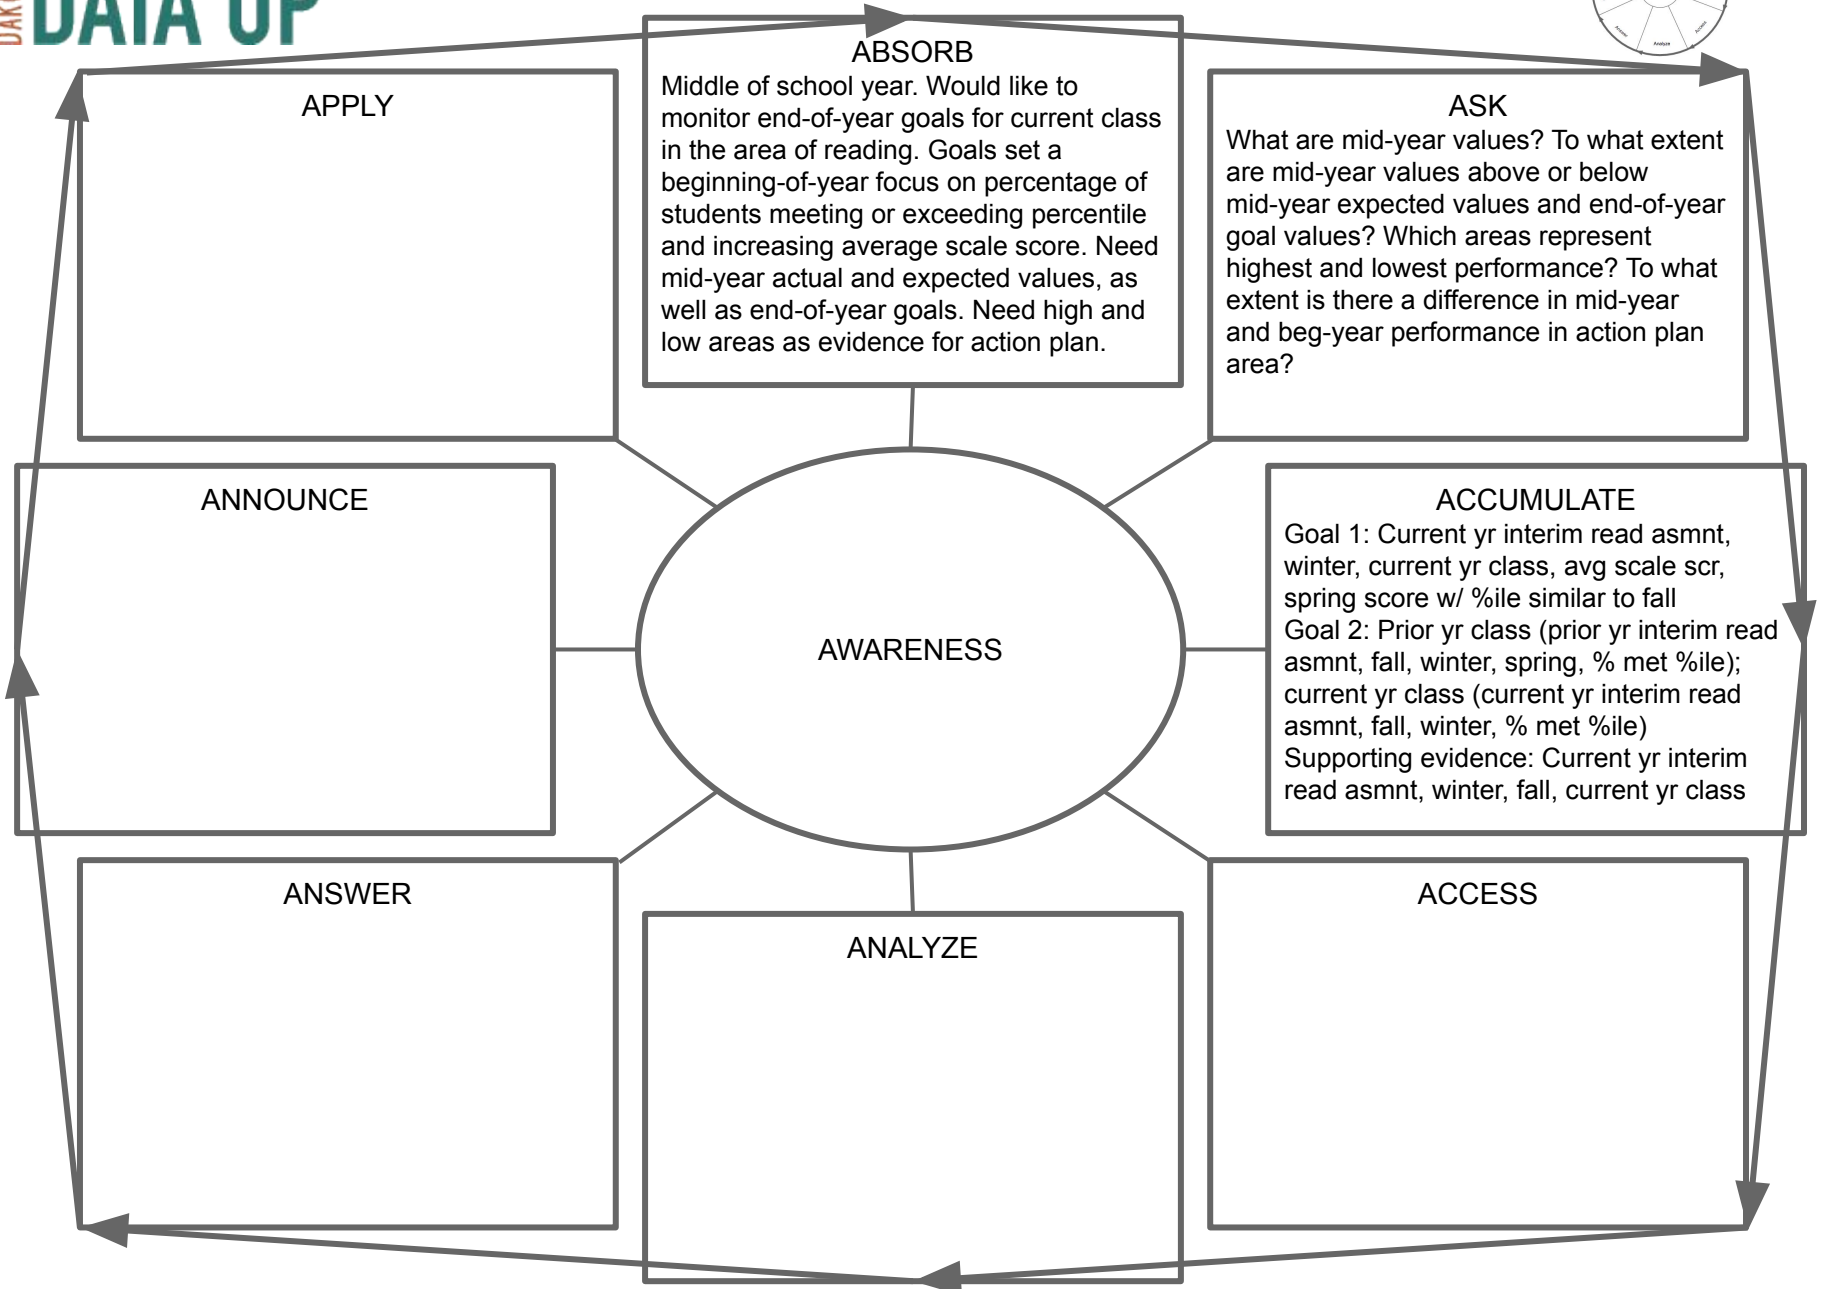 DATA UP
Answer
Analyze
Access
ABSORB
Middle of school year. Would like to
monitor end-of-year goals for current class
in the area of reading. Goals set a
beginning-of-year focus on percentage of
students meeting or exceeding percentile
and increasing average scale score. Need
mid-year actual and expected values, as
well as end-of-year goals. Need high and
low areas as evidence for action plan.
ASK
What are mid-year values? To what extent
are mid-year values above or below
mid-year expected values and end-of-year
goal values? Which areas represent
highest and lowest performance? To what
extent is there a difference in mid-year
and beg-year performance in action plan
area?
ACCUMULATE
Goal 1: Current yr interim read asmnt,
winter, current yr class, avg scale scr,
spring score w/ %ile similar to fall
Goal 2: Prior yr class (prior yr interim read
asmnt, fall, winter, spring, % met %ile);
current yr class (current yr interim read
asmnt, fall, winter, % met %ile)
Supporting evidence: Current yr interim
read asmnt, winter, fall, current yr class
ACCESS
ANALYZE
ANSWER
ANNOUNCE
APPLY
AWARENESS